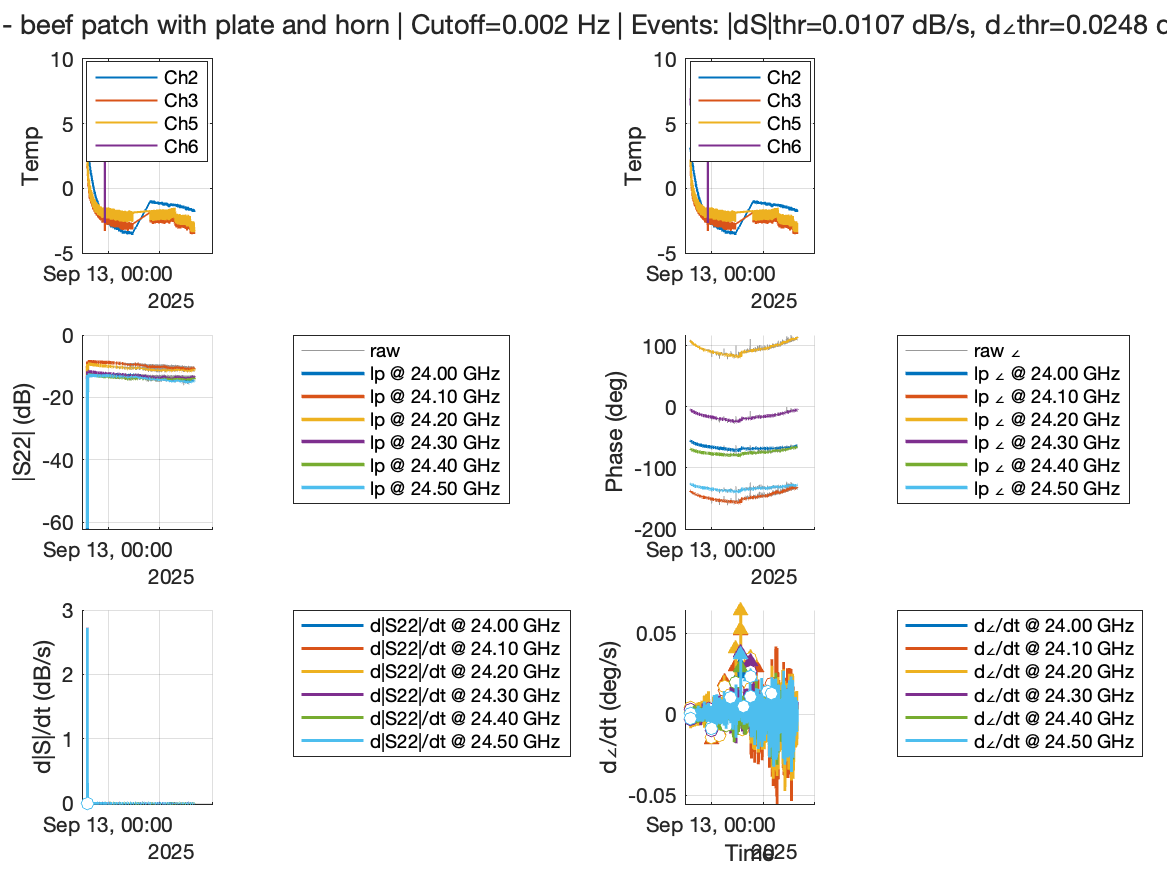 - beef patch with plate and horn | Cutoff=0.002 Hz | Events: |dS|thr=0.0107 dB/s, d∠thr=0.0248
10
5
0
-5
Temp
Ch2
Ch3
Ch5
Ch6
Sep 13, 00:00
2025
10
5
0
-5
Temp
Ch2
Ch3
Ch5
Ch6
Sep 13, 00:00
2025
0
-20
-40
-60
|S22| (dB)
Sep 13, 00:00
2025
raw
lp @ 24.00 GHz
lp @ 24.10 GHz
lp @ 24.20 GHz
lp @ 24.30 GHz
lp @ 24.40 GHz
lp @ 24.50 GHz
100
0
-100
-200
Phase (deg)
Sep 13, 00:00
2025
raw ∠
lp ∠ @ 24.00 GHz
lp ∠ @ 24.10 GHz
lp ∠ @ 24.20 GHz
lp ∠ @ 24.30 GHz
lp ∠ @ 24.40 GHz
lp ∠ @ 24.50 GHz
3
2
1
0
d|S|/dt (dB/s)
Sep 13, 00:00
2025
d|S22|/dt @ 24.00 GHz
d|S22|/dt @ 24.10 GHz
d|S22|/dt @ 24.20 GHz
d|S22|/dt @ 24.30 GHz
d|S22|/dt @ 24.40 GHz
d|S22|/dt @ 24.50 GHz
0.05
0
-0.05
d∠/dt (deg/s)
Sep 13, 00:00
2025
Time
d∠/dt @ 24.00 GHz
d∠/dt @ 24.10 GHz
d∠/dt @ 24.20 GHz
d∠/dt @ 24.30 GHz
d∠/dt @ 24.40 GHz
d∠/dt @ 24.50 GHz